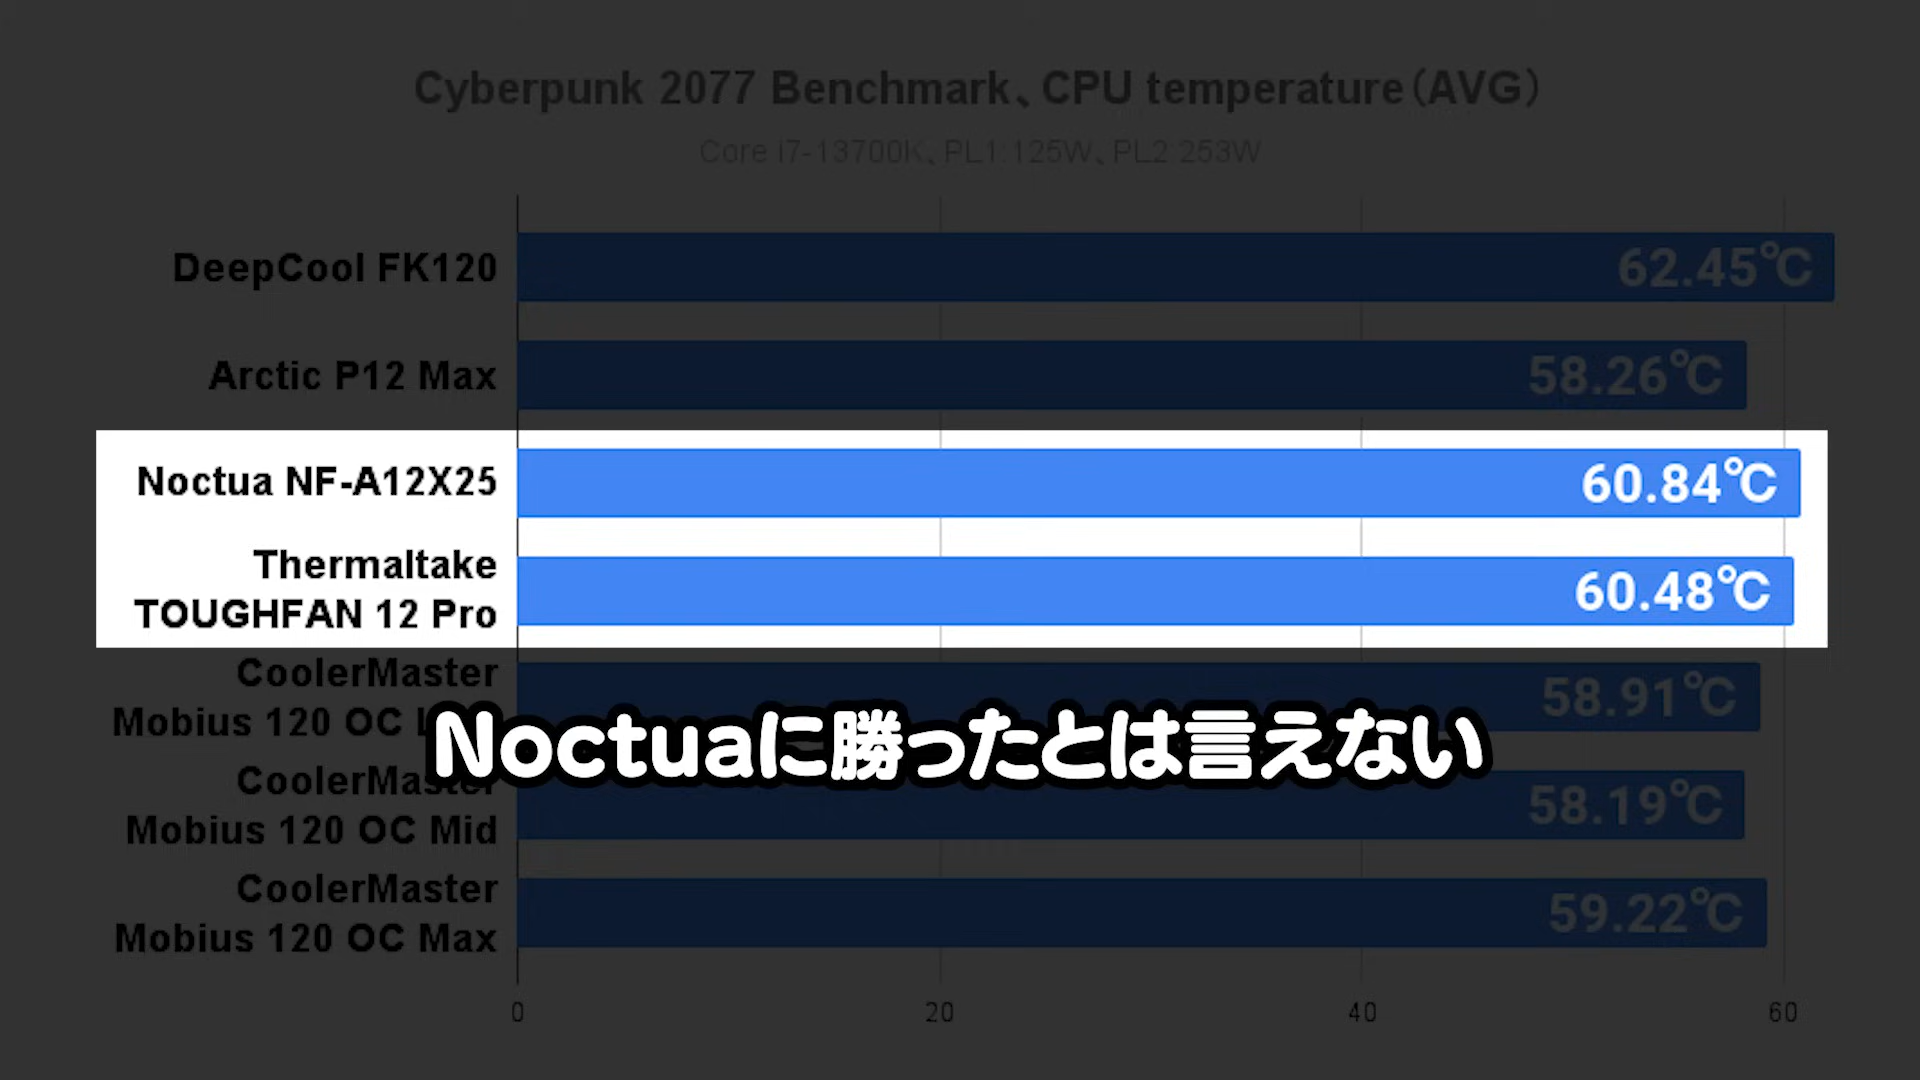 Cyberpunk 2077 Benchmark、CPU temperature（AVG）
Core i7-13700K、PL1:125W、PL2:253W
DeepCool FK120
62.45℃
Arctic P12 Max
58.26℃
Noctua NF-A12X25
60.84℃
Thermaltake
TOUGHFAN 12 Pro
60.48℃
CoolerMaster
Mobius 120 OC
58.91℃
Noctuaに勝ったとは言えない
CoolerMaster
Mobius 120 OC Mid
58.19℃
CoolerMaster
Mobius 120 OC Max
59.22℃
0
20
40
60